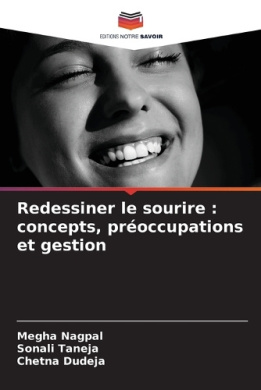 EDITIONS NOTRE SAVOIR
Redessiner le sourire :
concepts, préoccupations
et gestion
Megha Nagpal
Sonali Taneja
Chetna Dudeja